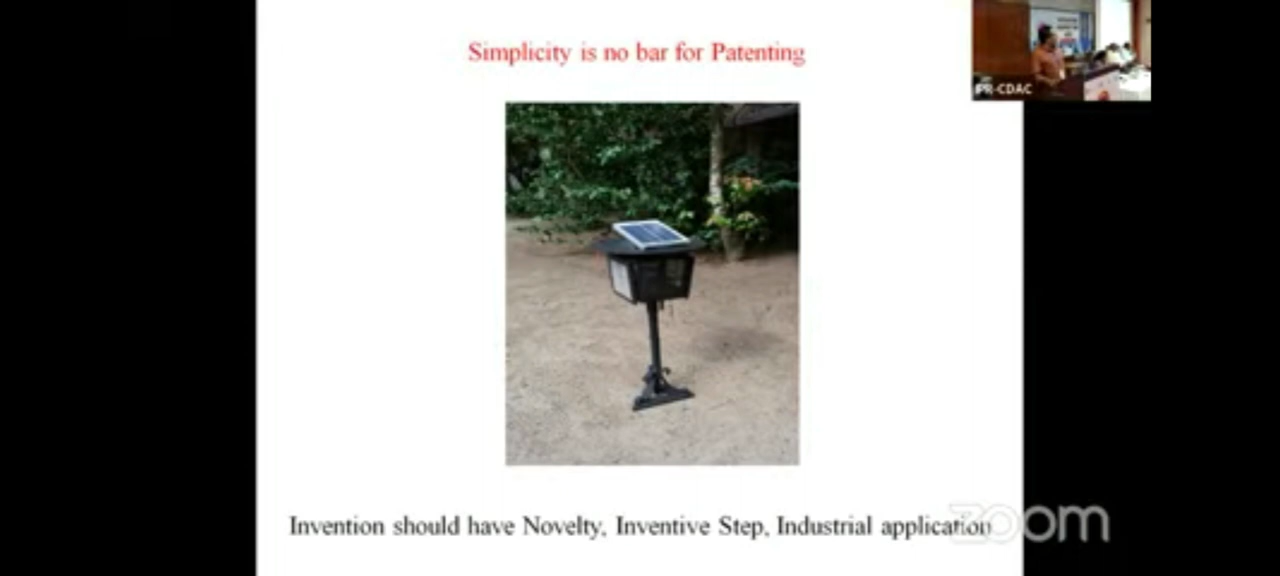 Simplicity is no bar for Patenting
IPR-CDAC
Invention should have Novelty, Inventive Step, Industrial application
zoom